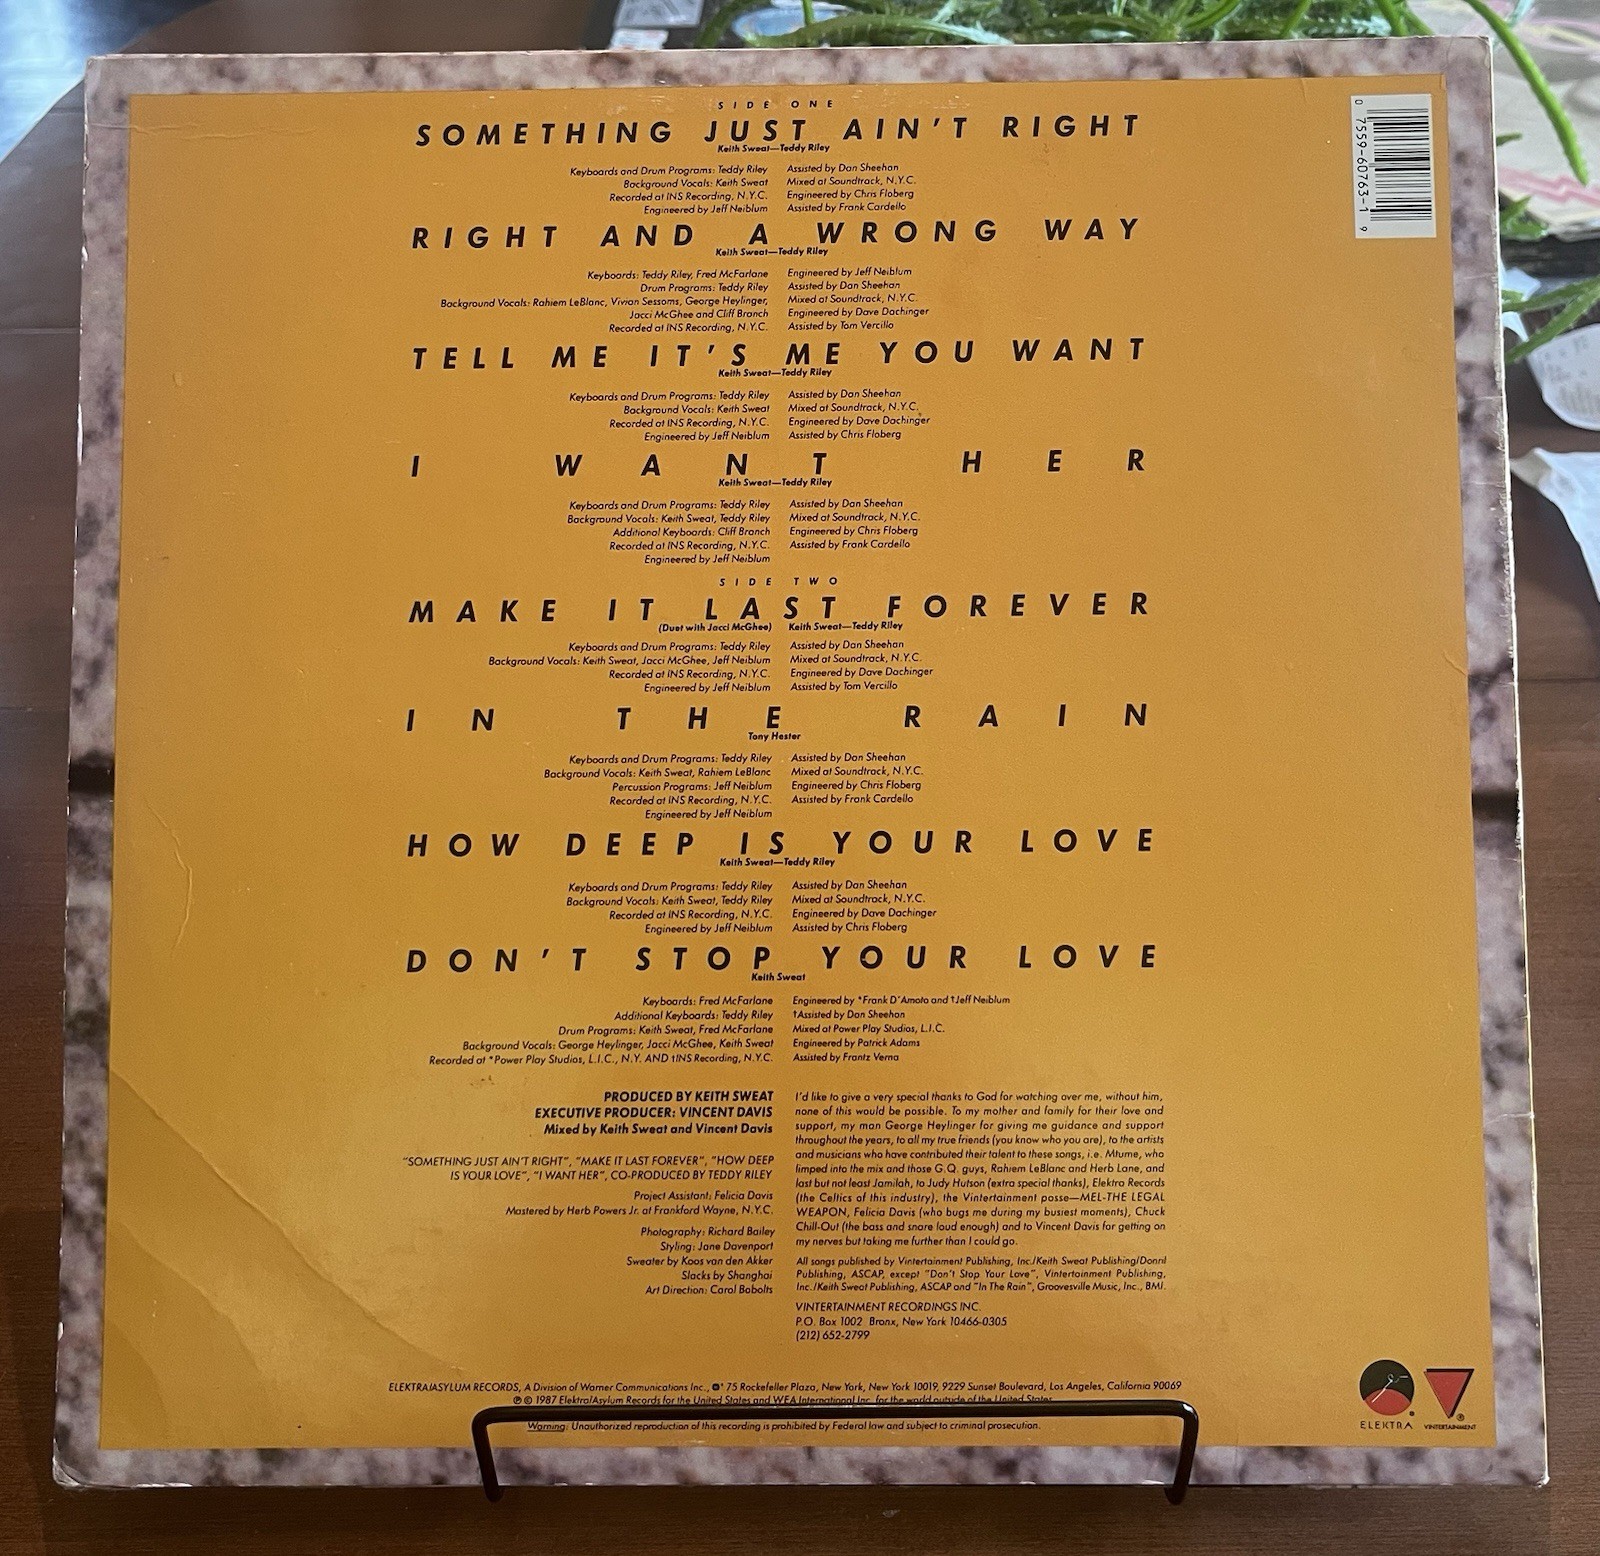 SIDE ONE
SOMETHING JUST AIN'T RIGHT
Keith Sweat—Teddy Riley
Keyboards and Drum Programs: Teddy Riley
Background Vocals: Keith Sweat
Recorded at INS Recording, N.Y.C.
Engineered by Jeff Neiblum
Assisted by Dan Sheehan
Mixed at Soundtrack, N.Y.C.
Engineered by Chris Floberg
Assisted by Frank Cardello
RIGHT AND A WRONG WAY
Keith Sweat—Teddy Riley
Keyboards: Teddy Riley, Fred McFarlane
Drum Programs: Teddy Riley
Background Vocals: Rahiem LeBlanc, Vivian Sessoms, George Heylinger,
Jacci McGhee and Cliff Branch
Recorded at INS Recording, N.Y.C.
Engineered by Jeff Neiblum
Assisted by Dan Sheehan
Mixed at Soundtrack, N.Y.C.
Engineered by Dave Dachinger
Assisted by Tom Vercillo
TELL ME IT'S ME YOU WANT
Keith Sweat—Teddy Riley
Keyboards and Drum Programs: Teddy Riley
Background Vocals: Keith Sweat
Recorded at INS Recording, N.Y.C.
Engineered by Jeff Neiblum
Assisted by Dan Sheehan
Mixed at Soundtrack, N.Y.C.
Engineered by Dave Dachinger
Assisted by Chris Floberg
I WANT HER
Keith Sweat—Teddy Riley
Keyboards and Drum Programs: Teddy Riley
Background Vocals: Keith Sweat, Teddy Riley
Additional Keyboards: Cliff Branch
Recorded at INS Recording, N.Y.C.
Engineered by Jeff Neiblum
Assisted by Dan Sheehan
Mixed at Soundtrack, N.Y.C.
Engineered by Chris Floberg
Assisted by Frank Cardello
SIDE TWO
MAKE IT LAST FOREVER
(Duet with Jacci McGhee) Keith Sweat—Teddy Riley
Keyboards and Drum Programs: Teddy Riley
Background Vocals: Keith Sweat, Jacci McGhee, Jeff Neiblum
Recorded at INS Recording, N.Y.C.
Engineered by Jeff Neiblum
Assisted by Dan Sheehan
Mixed at Soundtrack, N.Y.C.
Engineered by Dave Dachinger
Assisted by Tom Vercillo
IN THE RAIN
Tony Hester
Keyboards and Drum Programs: Teddy Riley
Background Vocals: Keith Sweat, Rahiem LeBlanc
Percussion Programs: Jeff Neiblum
Recorded at INS Recording, N.Y.C.
Engineered by Jeff Neiblum
Assisted by Dan Sheehan
Mixed at Soundtrack, N.Y.C.
Engineered by Chris Floberg
Assisted by Frank Cardello
HOW DEEP IS YOUR LOVE
Keith Sweat—Teddy Riley
Keyboards and Drum Programs: Teddy Riley
Background Vocals: Keith Sweat, Teddy Riley
Recorded at INS Recording, N.Y.C.
Engineered by Jeff Neiblum
Assisted by Dan Sheehan
Mixed at Soundtrack, N.Y.C.
Engineered by Dave Dachinger
Assisted by Chris Floberg
DON'T STOP YOUR LOVE
Keith Sweat
Keyboards: Fred McFarlane
Additional Keyboards: Teddy Riley
Drum Programs: Keith Sweat, Fred McFarlane
Background Vocals: George Heylinger, Jacci McGhee, Keith Sweat
Recorded at *Power Play Studios, L.I.C., N.Y. AND †INS Recording, N.Y.C.
Engineered by *Frank D'Amato and †Jeff Neiblum
†Assisted by Dan Sheehan
Mixed at Power Play Studios, L.I.C.
Engineered by Patrick Adams
Assisted by Frantz Verna
PRODUCED BY KEITH SWEAT
EXECUTIVE PRODUCER: VINCENT DAVIS
Mixed by Keith Sweat and Vincent Davis
"SOMETHING JUST AIN'T RIGHT", "MAKE IT LAST FOREVER", "HOW DEEP
IS YOUR LOVE", "I WANT HER", CO-PRODUCED BY TEDDY RILEY
Project Assistant: Felicia Davis
Mastered by Herb Powers Jr. at Frankford Wayne, N.Y.C.
Photography: Richard Bailey
Styling: Jane Davenport
Sweater by Koos van den Akker
Slacks by Shanghai
Art Direction: Carol Bobolts
I'd like to give a very special thanks to God for watching over me, without him,
none of this would be possible. To my mother and family for their love and
support, my man George Heylinger for giving me guidance and support
throughout the years, to all my true friends (you know who you are), to the artists
and musicians who have contributed their talent to these songs, i.e. Mtume, who
limped into the mix and those G.Q. guys, Rahiem LeBlanc and Herb Lane, and
last but not least Jamilah, to Judy Hutson (extra special thanks), Elektra Records
(the Celtics of this industry), the Vintertainment posse—MEL-THE LEGAL
WEAPON, Felicia Davis (who bugs me during my busiest moments), Chuck
Chill-Out (the bass and snare loud enough) and to Vincent Davis for getting on
my nerves but taking me further than I could go.
All songs published by Vintertainment Publishing, Inc./Keith Sweat Publishing/Donril
Publishing, ASCAP, except "Don't Stop Your Love", Vintertainment Publishing,
Inc./Keith Sweat Publishing, ASCAP and "In The Rain", Groovesville Music, Inc., BMI.
VINTERTAINMENT RECORDINGS INC.
P.O. Box 1002 Bronx, New York 10466-0305
(212) 652-2799
ELEKTRA/ASYLUM RECORDS, A Division of Warner Communications Inc., 75 Rockefeller Plaza, New York, New York 10019, 9229 Sunset Boulevard, Los Angeles, California 90069
℗ © 1987 Elektra/Asylum Records for the United States and WEA International Inc. for the world outside of the United States
Warning: Unauthorized reproduction of this recording is prohibited by Federal law and subject to criminal prosecution.
0 7559-60763-1 9
ELEKTRA
VINTERTAINMENT